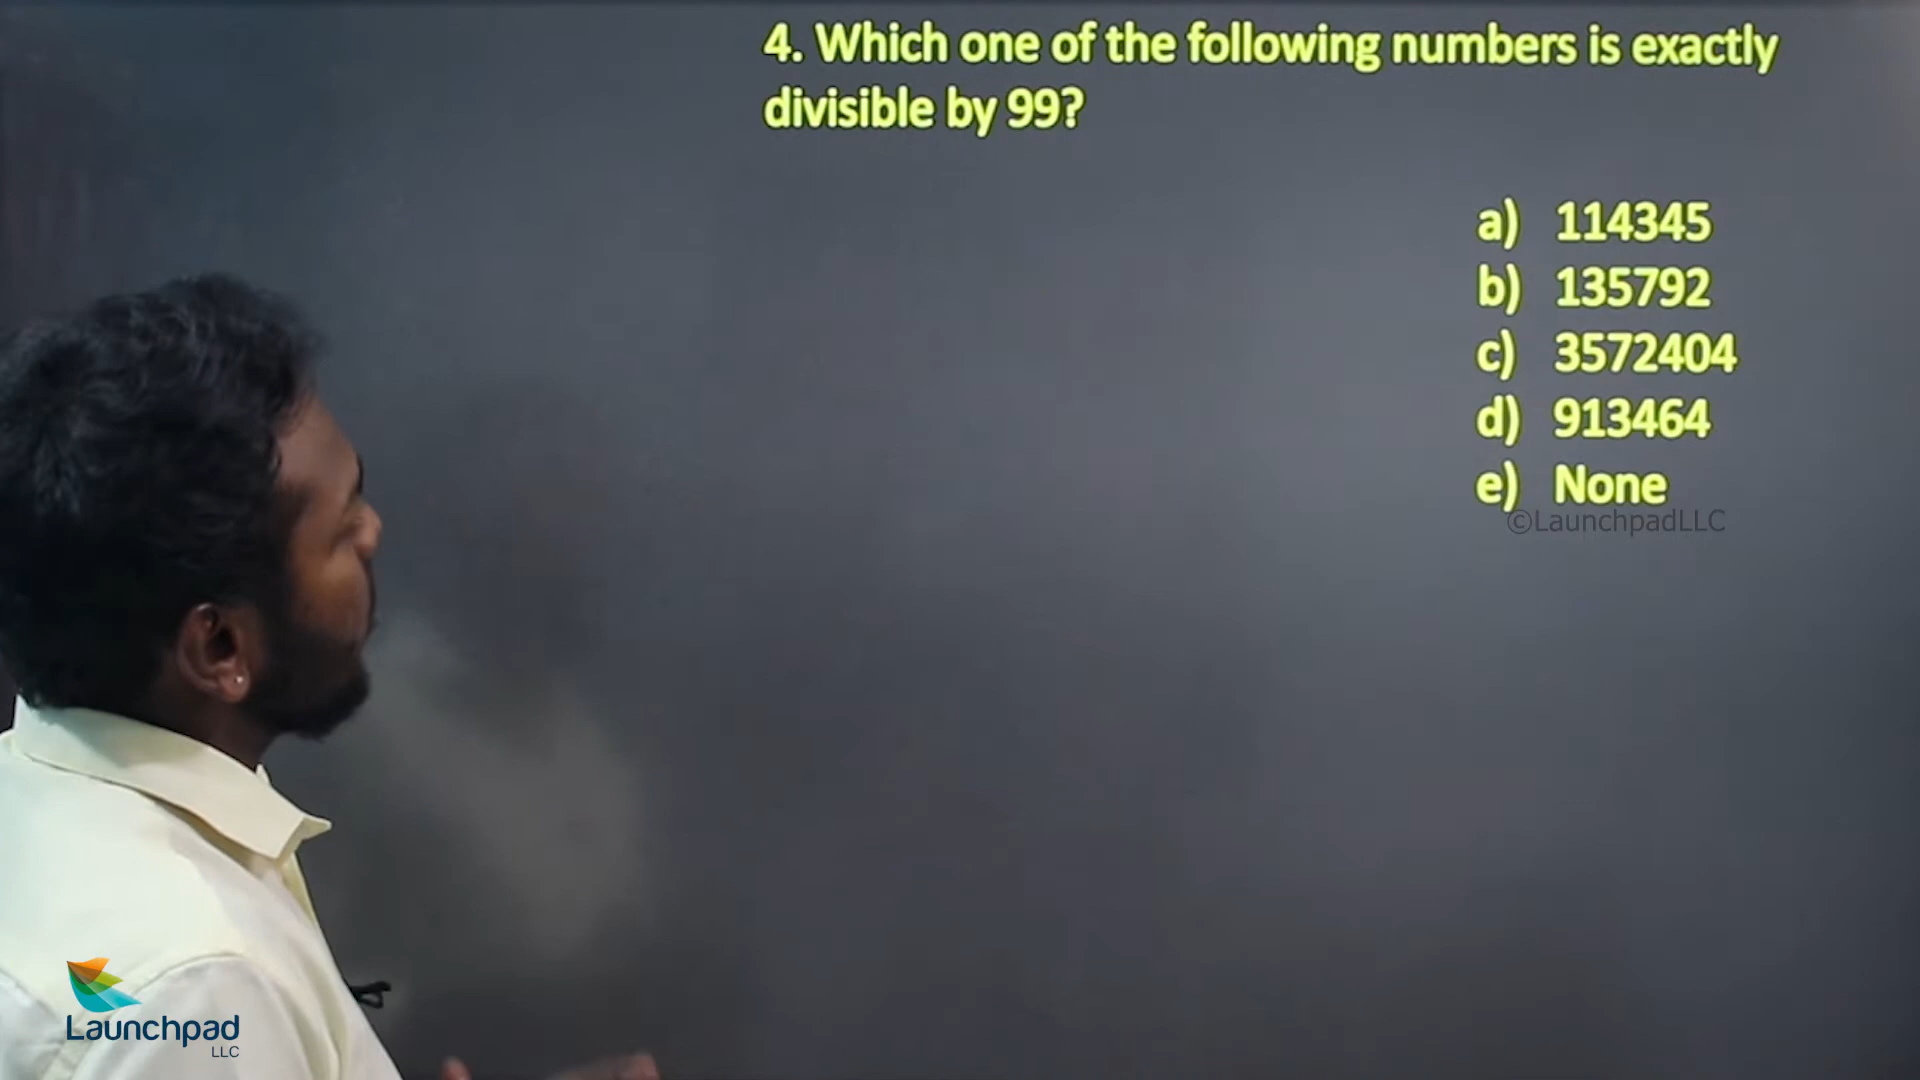 4. Which one of the following numbers is exactly
divisible by 99?
a) 114345
b) 135792
c) 3572404
d) 913464
e) None
©LaunchpadLLC
Launchpad
LLC